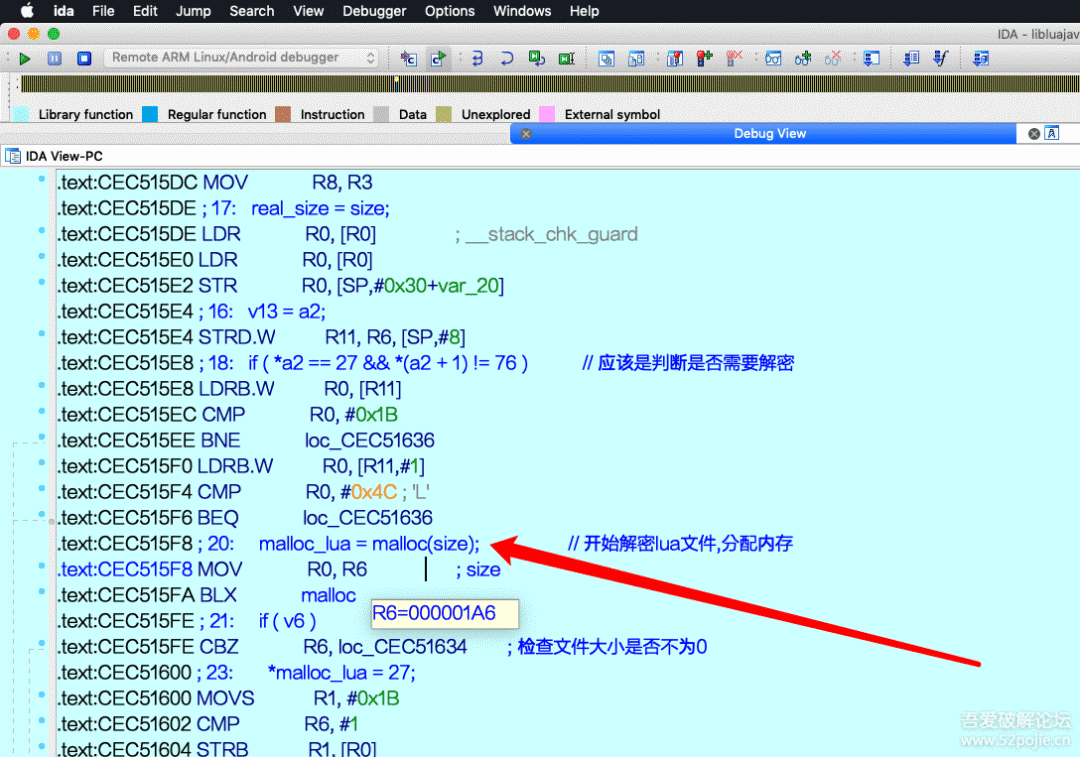 ida File Edit Jump Search View Debugger Options Windows Help
IDA - libluajav
Remote ARM Linux/Android debugger
Library function Regular function Instruction Data Unexplored External symbol
Debug View
IDA View-PC
.text:CEC515DC MOV R8, R3
.text:CEC515DE ; 17: real_size = size;
.text:CEC515DE LDR R0, [R0] ; __stack_chk_guard
.text:CEC515E0 LDR R0, [R0]
.text:CEC515E2 STR R0, [SP,#0x30+var_20]
.text:CEC515E4 ; 16: v13 = a2;
.text:CEC515E4 STRD.W R11, R6, [SP,#8]
.text:CEC515E8 ; 18: if ( *a2 == 27 && *(a2 + 1) != 76 ) // 应该是判断是否需要解密
.text:CEC515E8 LDRB.W R0, [R11]
.text:CEC515EC CMP R0, #0x1B
.text:CEC515EE BNE loc_CEC51636
.text:CEC515F0 LDRB.W R0, [R11,#1]
.text:CEC515F4 CMP R0, #0x4C ; 'L'
.text:CEC515F6 BEQ loc_CEC51636
.text:CEC515F8 ; 20: malloc_lua = malloc(size); // 开始解密lua文件,分配内存
.text:CEC515F8 MOV R0, R6 ; size
.text:CEC515FA BLX malloc
R6=000001A6
.text:CEC515FE ; 21: if ( v6 )
.text:CEC515FE CBZ R6, loc_CEC51634 ; 检查文件大小是否不为0
.text:CEC51600 ; 23: *malloc_lua = 27;
.text:CEC51600 MOVS R1, #0x1B
.text:CEC51602 CMP R6, #1
.text:CEC51604 STRB R1, [R0]
吾爱破解论坛
www.52pojie.cn